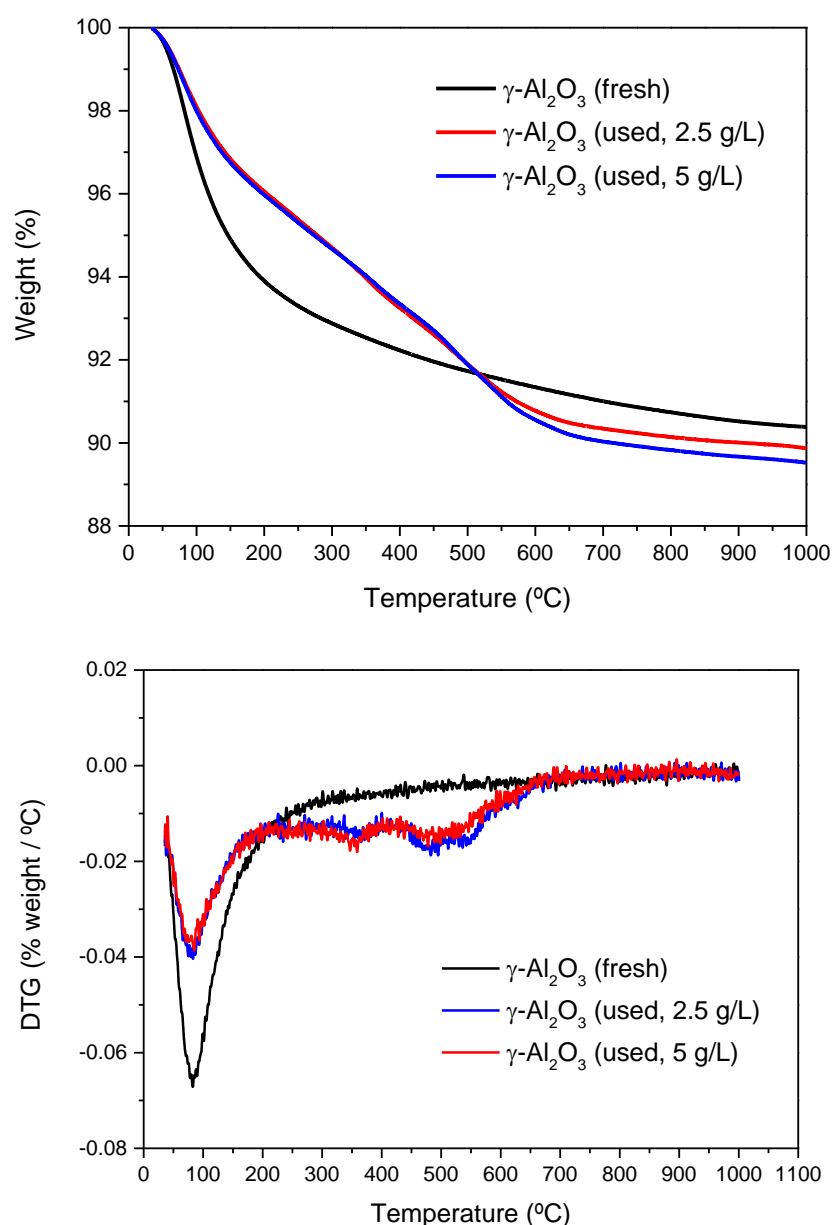 100
98
96
94
92
90
88
Weight (%)
γ-Al₂O₃ (fresh)
γ-Al₂O₃ (used, 2.5 g/L)
γ-Al₂O₃ (used, 5 g/L)
0 100 200 300 400 500 600 700 800 900 1000
Temperature (ºC)
0.02
0.00
-0.02
-0.04
-0.06
-0.08
DTG (% weight / ºC)
γ-Al₂O₃ (fresh)
γ-Al₂O₃ (used, 2.5 g/L)
γ-Al₂O₃ (used, 5 g/L)
0 100 200 300 400 500 600 700 800 900 1000 1100
Temperature (ºC)